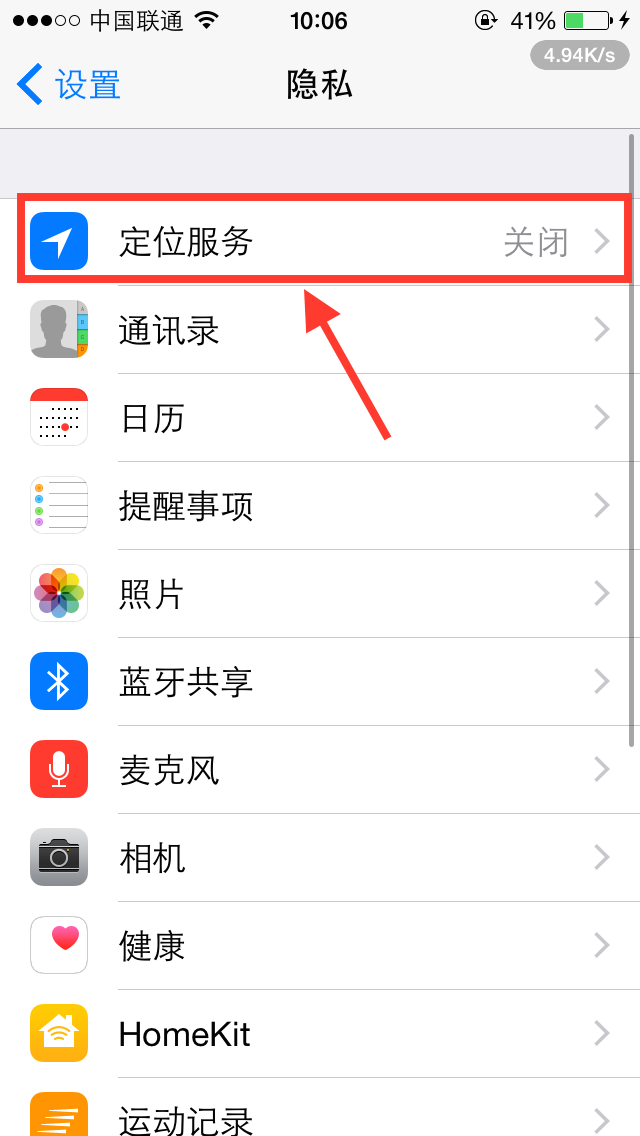 中国联通 10:06 41%
4.94K/s
设置 隐私
定位服务 关闭
通讯录
日历
提醒事项
照片
蓝牙共享
麦克风
相机
健康
HomeKit
运动记录